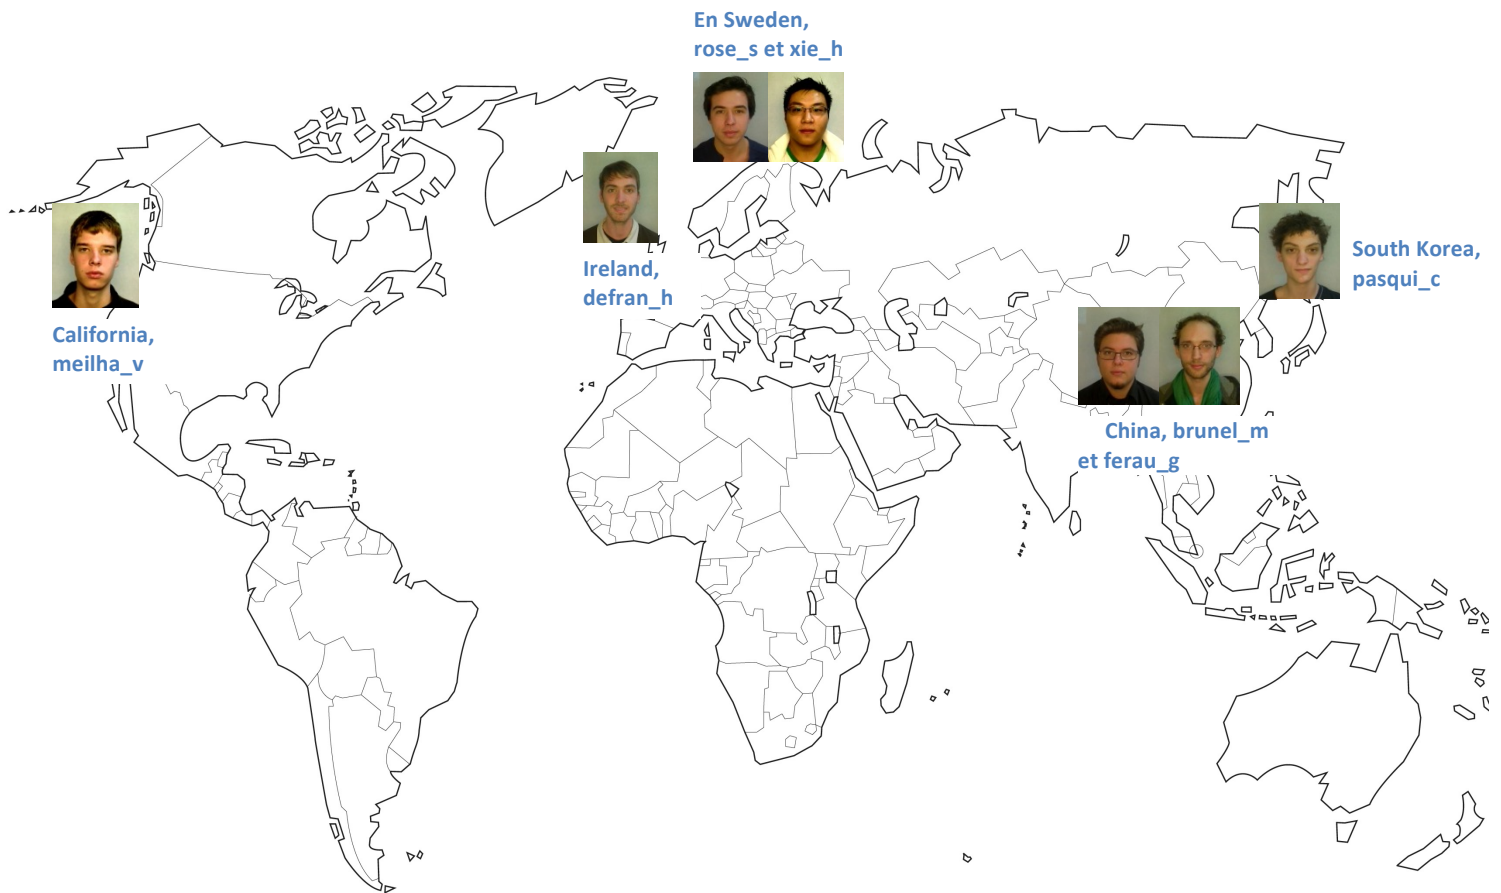 En Sweden,
rose_s et xie_h
Ireland,
defran_h
South Korea,
pasqui_c
California,
meilha_v
China, brunel_m
et ferau_g